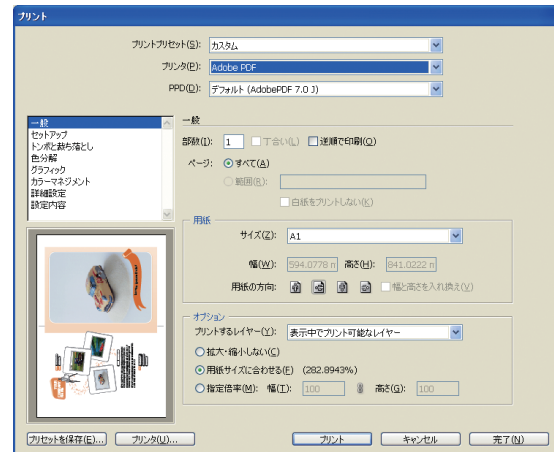 プリント
プリントプリセット(S): カスタム
プリンタ(P): Adobe PDF
PPD(D): デフォルト (AdobePDF 7.0 J)
一般
セットアップ
トンボと裁ち落とし
色分解
グラフィック
カラーマネジメント
詳細設定
設定内容
一般
部数(I): 1 丁合い(L) 逆順で印刷(O)
ページ: すべて(A)
範囲(R):
白紙をプリントしない(K)
用紙
サイズ(Z): A1
幅(W): 594.0778 n 高さ(H): 841.0222 n
用紙の方向: 幅と高さを入れ換え(V)
オプション
プリントするレイヤー(Y): 表示中でプリント可能なレイヤー
拡大・縮小しない(C)
用紙サイズに合わせる(F) (282.8943%)
指定倍率(M): 幅(T): 100 高さ(G): 100
プリセットを保存(E)... プリンタ(U)... プリント キャンセル 完了(N)